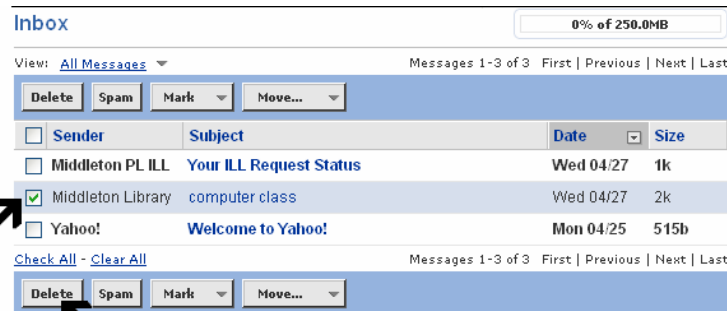 Inbox 0% of 250.0MB
View: All Messages Messages 1-3 of 3 First | Previous | Next | Last
Delete Spam Mark Move...
Sender Subject Date Size
Middleton PL ILL Your ILL Request Status Wed 04/27 1k
Middleton Library computer class Wed 04/27 2k
Yahoo! Welcome to Yahoo! Mon 04/25 515b
Check All - Clear All Messages 1-3 of 3 First | Previous | Next | Last
Delete Spam Mark Move...